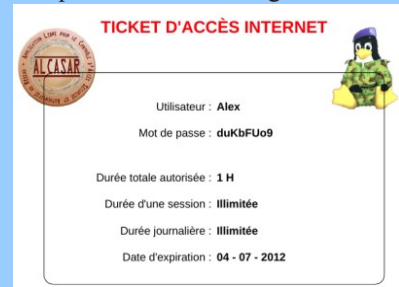 TICKET D'ACCÈS INTERNET
ALCASAR
Utilisateur : Alex
Mot de passe : duKbFUo9
Durée totale autorisée : 1 H
Durée d'une session : Illimitée
Durée journalière : Illimitée
Date d'expiration : 04 - 07 - 2012